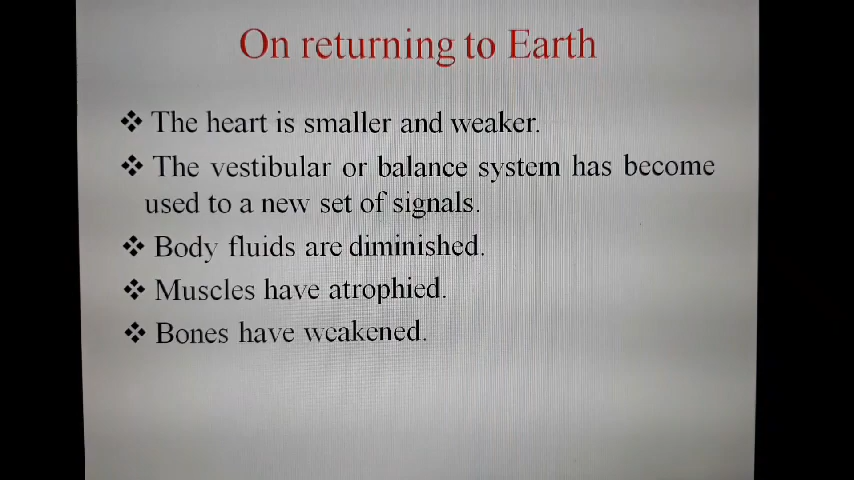 On returning to Earth
❖ The heart is smaller and weaker.
❖ The vestibular or balance system has become
used to a new set of signals.
❖ Body fluids are diminished.
❖ Muscles have atrophied.
❖ Bones have weakened.